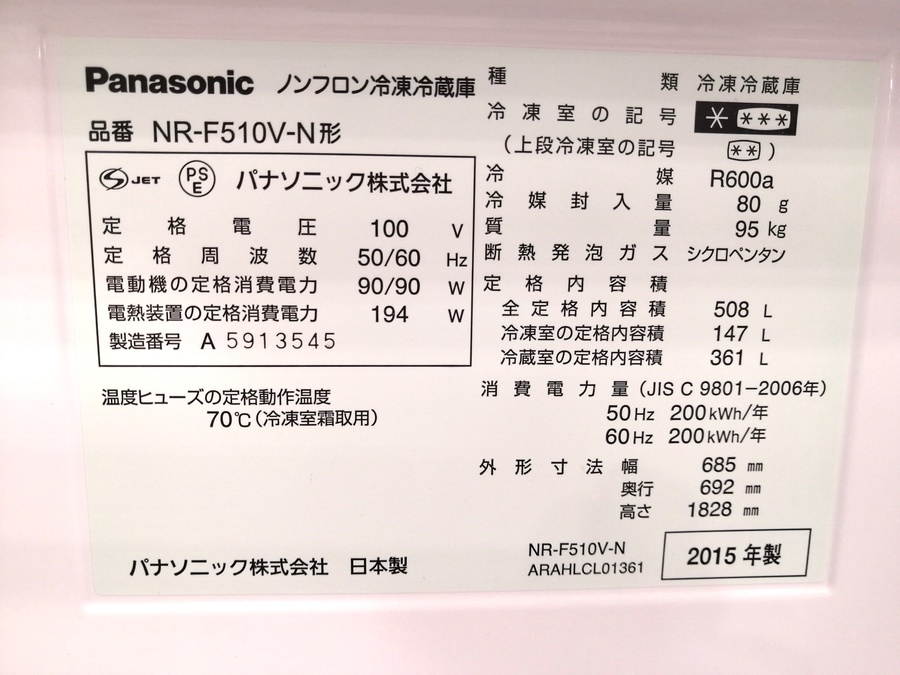 Panasonic ノンフロン冷凍冷蔵庫
品番 NR-F510V-N形
JET PSE パナソニック株式会社
定格電圧 100 V
定格周波数 50/60 Hz
電動機の定格消費電力 90/90 W
電熱装置の定格消費電力 194 W
製造番号 A 5913545
温度ヒューズの定格動作温度
70℃(冷凍室霜取用)
パナソニック株式会社 日本製
種類 冷凍冷蔵庫
冷凍室の記号 * ***
(上段冷凍室の記号 **)
冷媒 R600a
冷媒封入量 80 g
質量 95 kg
断熱発泡ガス シクロペンタン
定格内容積
全定格内容積 508 L
冷凍室の定格内容積 147 L
冷蔵室の定格内容積 361 L
消費電力量(JIS C 9801-2006年)
50Hz 200kWh/年
60Hz 200kWh/年
外形寸法 幅 685 mm
奥行 692 mm
高さ 1828 mm
NR-F510V-N
ARAHLCL01361
2015年製